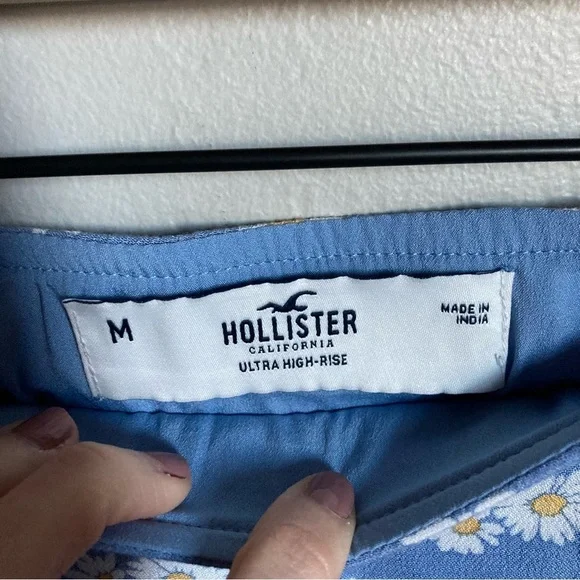 M
HOLLISTER
CALIFORNIA
ULTRA HIGH-RISE
MADE IN
INDIA